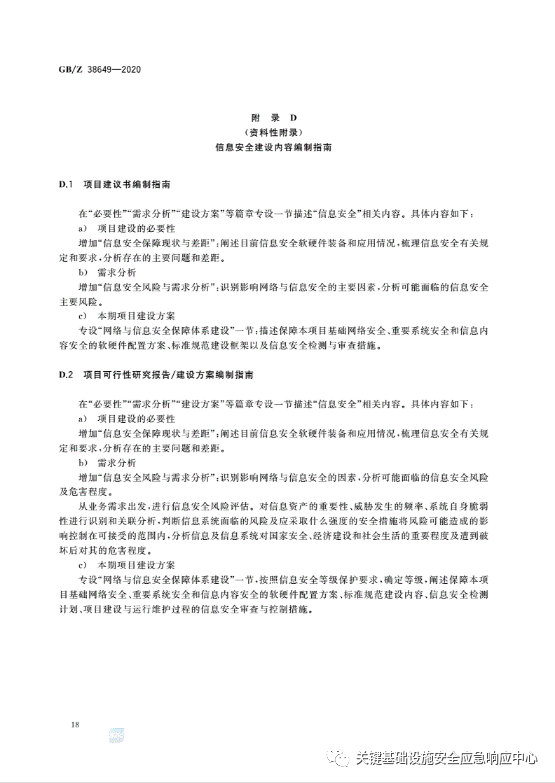 GB/Z 38649—2020
附 录 D
(资料性附录)
信息安全建设内容编制指南
D.1 项目建议书编制指南
在“必要性”“需求分析”“建设方案”等篇章专设一节描述“信息安全”相关内容。具体内容如下:
a) 项目建设的必要性
增加“信息安全保障现状与差距”:阐述目前信息安全软硬件装备和应用情况,梳理信息安全有关规
定和要求,分析存在的主要问题和差距。
b) 需求分析
增加“信息安全风险与需求分析”:识别影响网络与信息安全的主要因素,分析可能面临的信息安全
主要风险。
c) 本期项目建设方案
专设“网络与信息安全保障体系建设”一节:描述保障本项目基础网络安全、重要系统安全和信息内
容安全的软硬件配置方案、标准规范建设框架以及信息安全检测与审查措施。
D.2 项目可行性研究报告/建设方案编制指南
在“必要性”“需求分析”“建设方案”等篇章专设一节描述“信息安全”相关内容。具体内容如下:
a) 项目建设的必要性
增加“信息安全保障现状与差距”:阐述目前信息安全软硬件装备和应用情况,梳理信息安全有关规
定和要求,分析存在的主要问题和差距。
b) 需求分析
增加“信息安全风险与需求分析”:识别影响网络与信息安全的因素,分析可能面临的信息安全风险
及危害程度。
从业务需求出发,进行信息安全风险评估。对信息资产的重要性、威胁发生的频率、系统自身脆弱
性进行识别和关联分析,判断信息系统面临的风险及应采取什么强度的安全措施将风险可能造成的影
响控制在可接受的范围内,分析信息及信息系统对国家安全、经济建设和社会生活的重要程度及遭到破
坏后对其的危害程度。
c) 本期项目建设方案
专设“网络与信息安全保障体系建设”一节,按照信息安全等级保护要求,确定等级,阐述保障本项
目基础网络安全、重要系统安全和信息内容安全的软硬件配置方案、标准规范建设内容、信息安全检测
计划、项目建设与运行维护过程的信息安全审查与控制措施。
18
关键基础设施安全应急响应中心